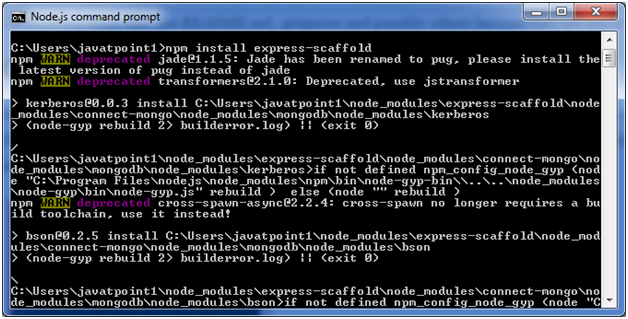 Node.js command prompt
C:\Users\javatpoint1>npm install express-scaffold
npm WARN deprecated jade@1.1.5: Jade has been renamed to pug, please install the
 latest version of pug instead of jade
npm WARN deprecated transformers@2.1.0: Deprecated, use jstransformer
> kerberos@0.0.3 install C:\Users\javatpoint1\node_modules\express-scaffold\node
_modules\connect-mongo\node_modules\mongodb\node_modules\kerberos
> (node-gyp rebuild 2> builderror.log) || (exit 0)
/
C:\Users\javatpoint1\node_modules\express-scaffold\node_modules\connect-mongo\no
de_modules\mongodb\node_modules\kerberos>if not defined npm_config_node_gyp (nod
e "C:\Program Files\nodejs\node_modules\npm\bin\node-gyp-bin\\..\..\node_modules
\node-gyp\bin\node-gyp.js" rebuild )  else (node "" rebuild )
npm WARN deprecated cross-spawn-async@2.2.4: cross-spawn no longer requires a bu
ild toolchain, use it instead!
> bson@0.2.5 install C:\Users\javatpoint1\node_modules\express-scaffold\node_mod
ules\connect-mongo\node_modules\mongodb\node_modules\bson
> (node-gyp rebuild 2> builderror.log) || (exit 0)
\
C:\Users\javatpoint1\node_modules\express-scaffold\node_modules\connect-mongo\no
de_modules\mongodb\node_modules\bson>if not defined npm_config_node_gyp (node "C